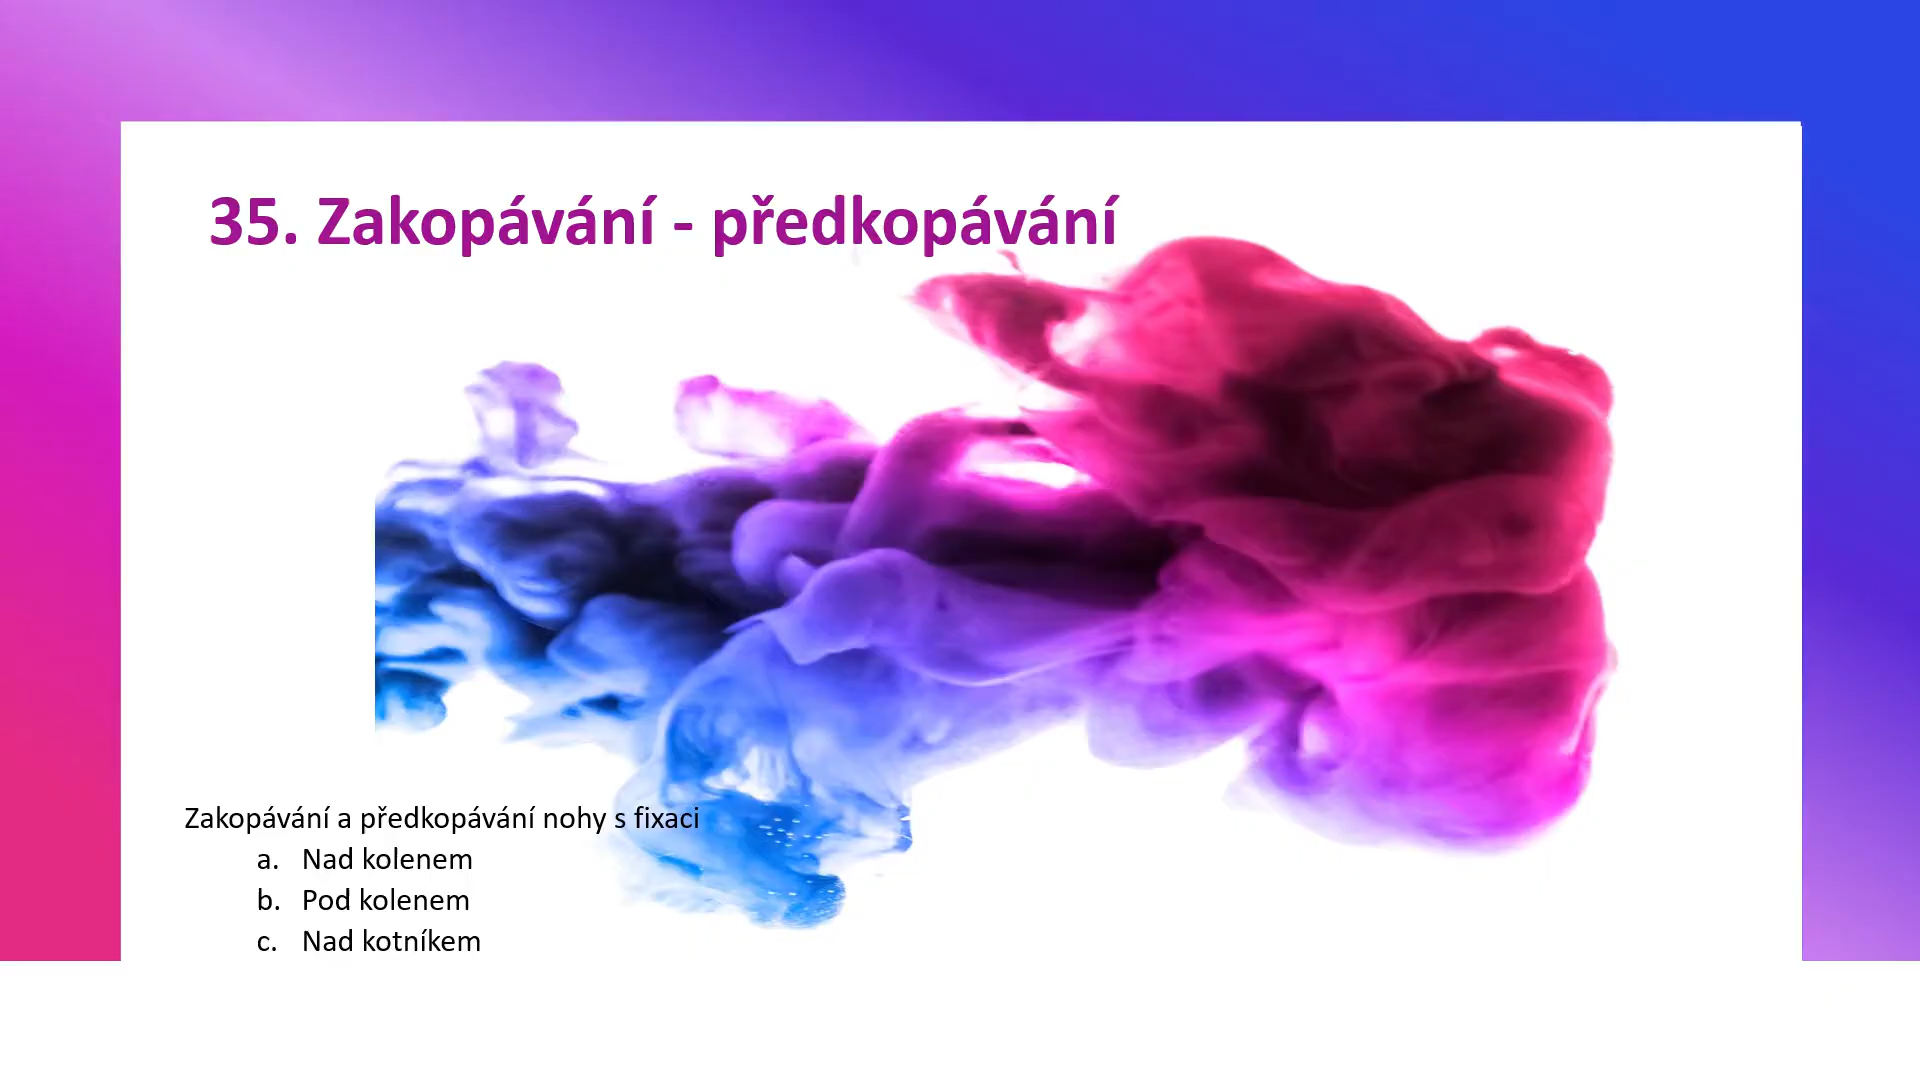 35. Zakopávání - předkopávání
Zakopávání a předkopávání nohy s fixaci
a. Nad kolenem
b. Pod kolenem
c. Nad kotníkem